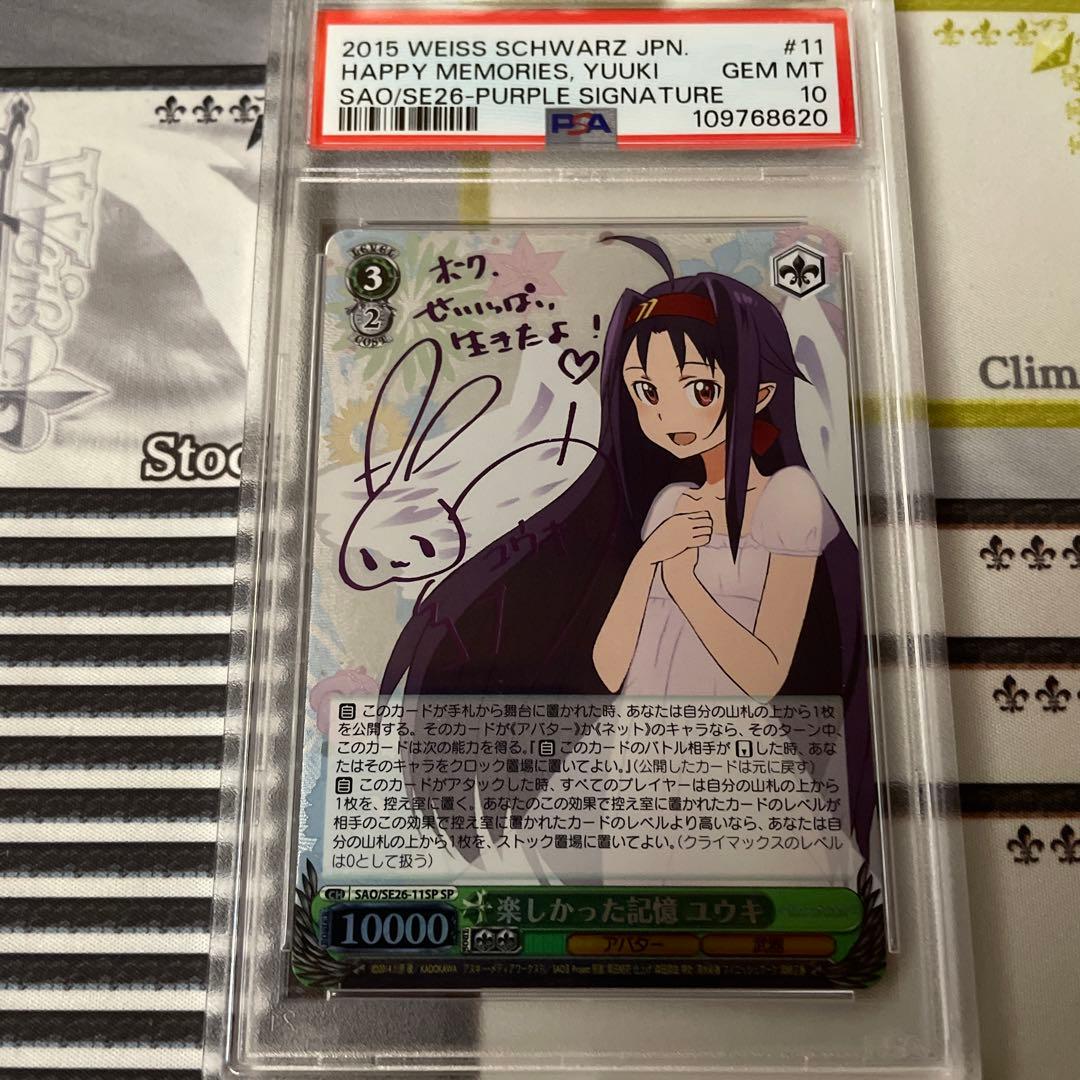 2015 WEISS SCHWARZ JPN. #11
HAPPY MEMORIES, YUUKI GEM MT
SAO/SE26-PURPLE SIGNATURE 10
PSA 109768620
Weiß
Stoc
Clim
LEVEL
3
2
COST
ボク、
せいいっぱい
生きたよ!
ユウキ
自 このカードが手札から舞台に置かれた時、あなたは自分の山札の上から1枚
を公開する。そのカードが《アバター》か《ネット》のキャラなら、そのターン中、
このカードは次の能力を得る。『自 このカードのバトル相手が した時、あな
たはそのキャラをクロック置場に置いてよい。』(公開したカードは元に戻す)
自 このカードがアタックした時、すべてのプレイヤーは自分の山札の上から
1枚を、控え室に置く。あなたのこの効果で控え室に置かれたカードのレベルが
相手のこの効果で控え室に置かれたカードのレベルより高いなら、あなたは自
分の山札の上から1枚を、ストック置場に置いてよい。(クライマックスのレベル
は0として扱う)
CH SAO/SE26-11SP SP
楽しかった記憶 ユウキ
10000
アバター 武器